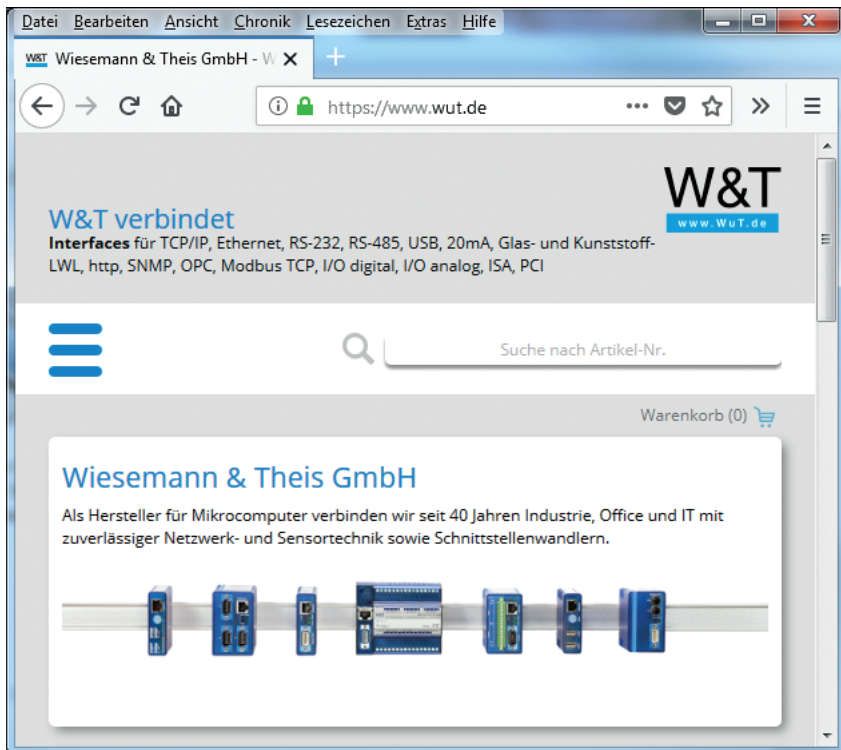 Datei Bearbeiten Ansicht Chronik Lesezeichen Extras Hilfe
W&T Wiesemann & Theis GmbH - W
https://www.wut.de
W&T
www.WuT.de
W&T verbindet
Interfaces für TCP/IP, Ethernet, RS-232, RS-485, USB, 20mA, Glas- und Kunststoff-
LWL, http, SNMP, OPC, Modbus TCP, I/O digital, I/O analog, ISA, PCI
Suche nach Artikel-Nr.
Warenkorb (0)
Wiesemann & Theis GmbH
Als Hersteller für Mikrocomputer verbinden wir seit 40 Jahren Industrie, Office und IT mit
zuverlässiger Netzwerk- und Sensortechnik sowie Schnittstellenwandlern.